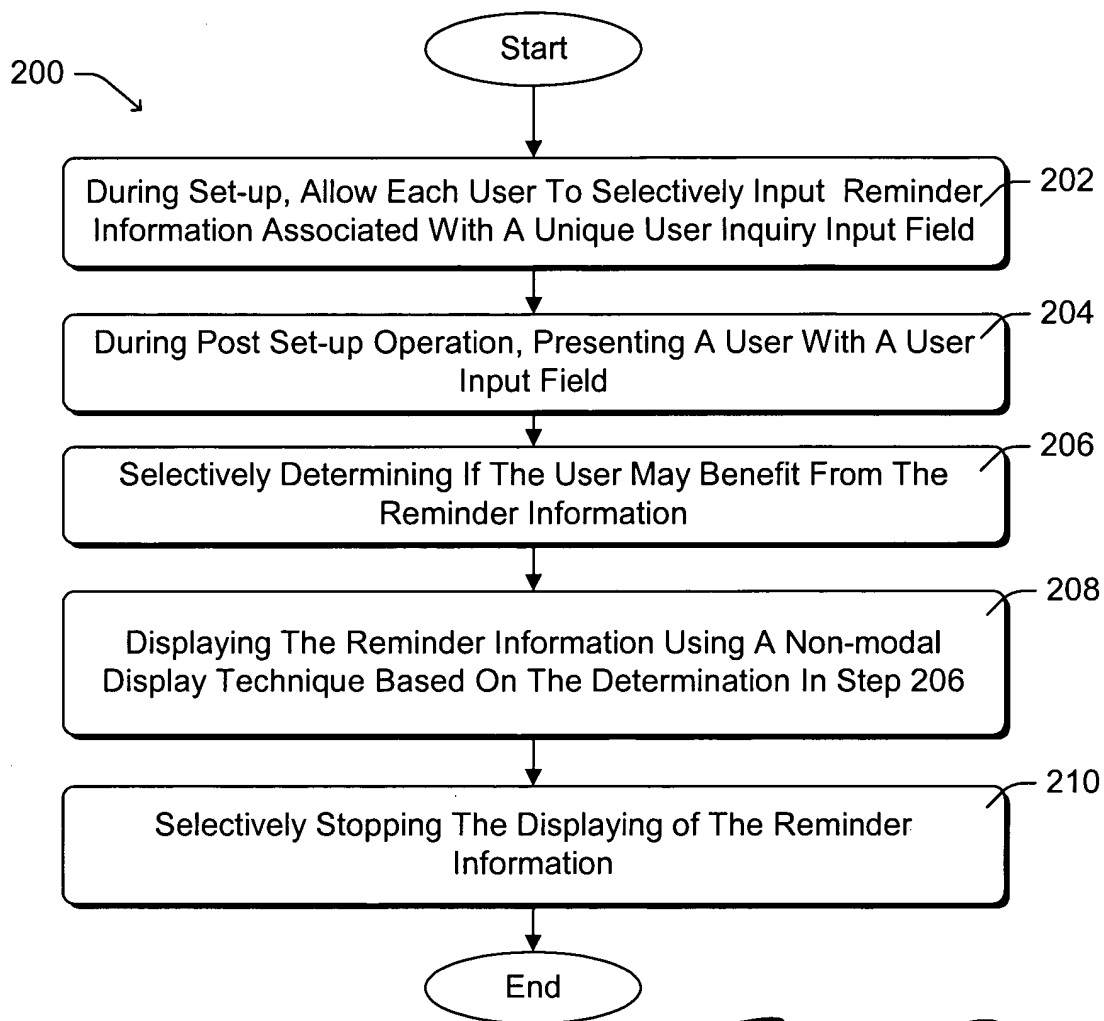 Start
200
During Set-up, Allow Each User To Selectively Input Reminder
Information Associated With A Unique User Inquiry Input Field
202
During Post Set-up Operation, Presenting A User With A User
Input Field
204
Selectively Determining If The User May Benefit From The
Reminder Information
206
Displaying The Reminder Information Using A Non-modal
Display Technique Based On The Determination In Step 206
208
Selectively Stopping The Displaying of The Reminder
Information
210
End